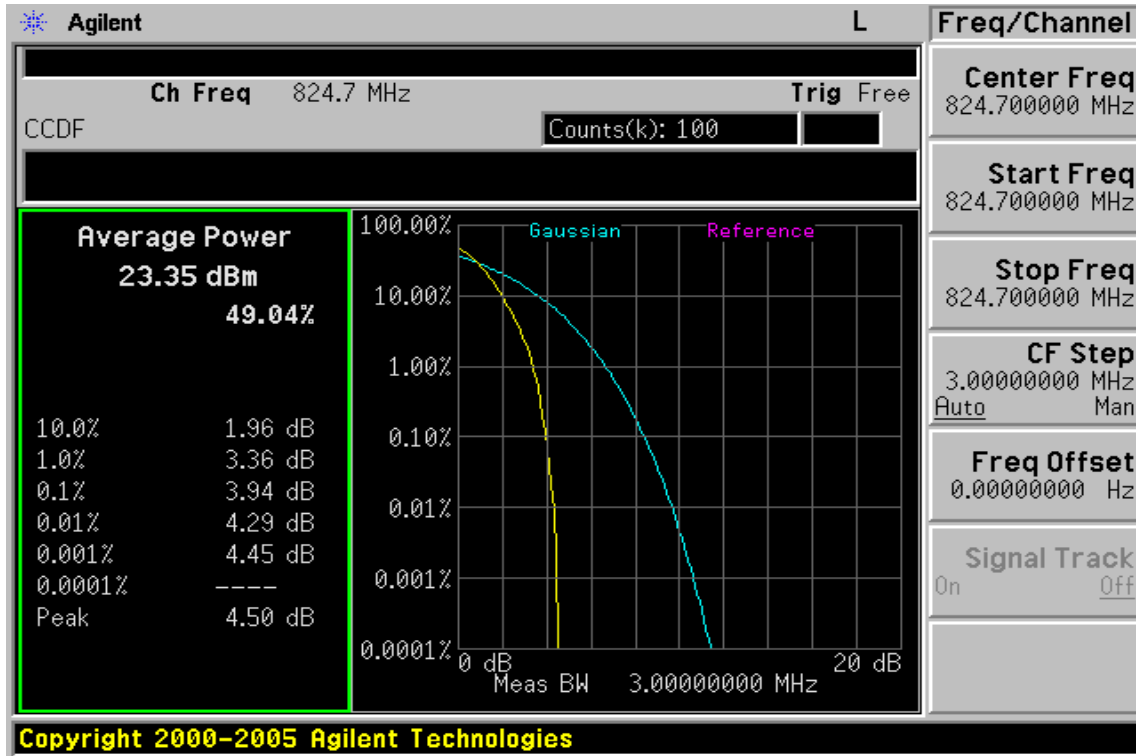 Agilent L Freq/Channel
Ch Freq 824.7 MHz Trig Free
CCDF Counts(k): 100
Average Power
23.35 dBm
49.04%
10.0% 1.96 dB
1.0% 3.36 dB
0.1% 3.94 dB
0.01% 4.29 dB
0.001% 4.45 dB
0.0001% ----
Peak 4.50 dB
100.00%
Gaussian Reference
10.00%
1.00%
0.10%
0.01%
0.001%
0.0001%
0 dB 20 dB
Meas BW 3.00000000 MHz
Center Freq
824.700000 MHz
Start Freq
824.700000 MHz
Stop Freq
824.700000 MHz
CF Step
3.00000000 MHz
Auto Man
Freq Offset
0.00000000 Hz
Signal Track
On Off
Copyright 2000-2005 Agilent Technologies